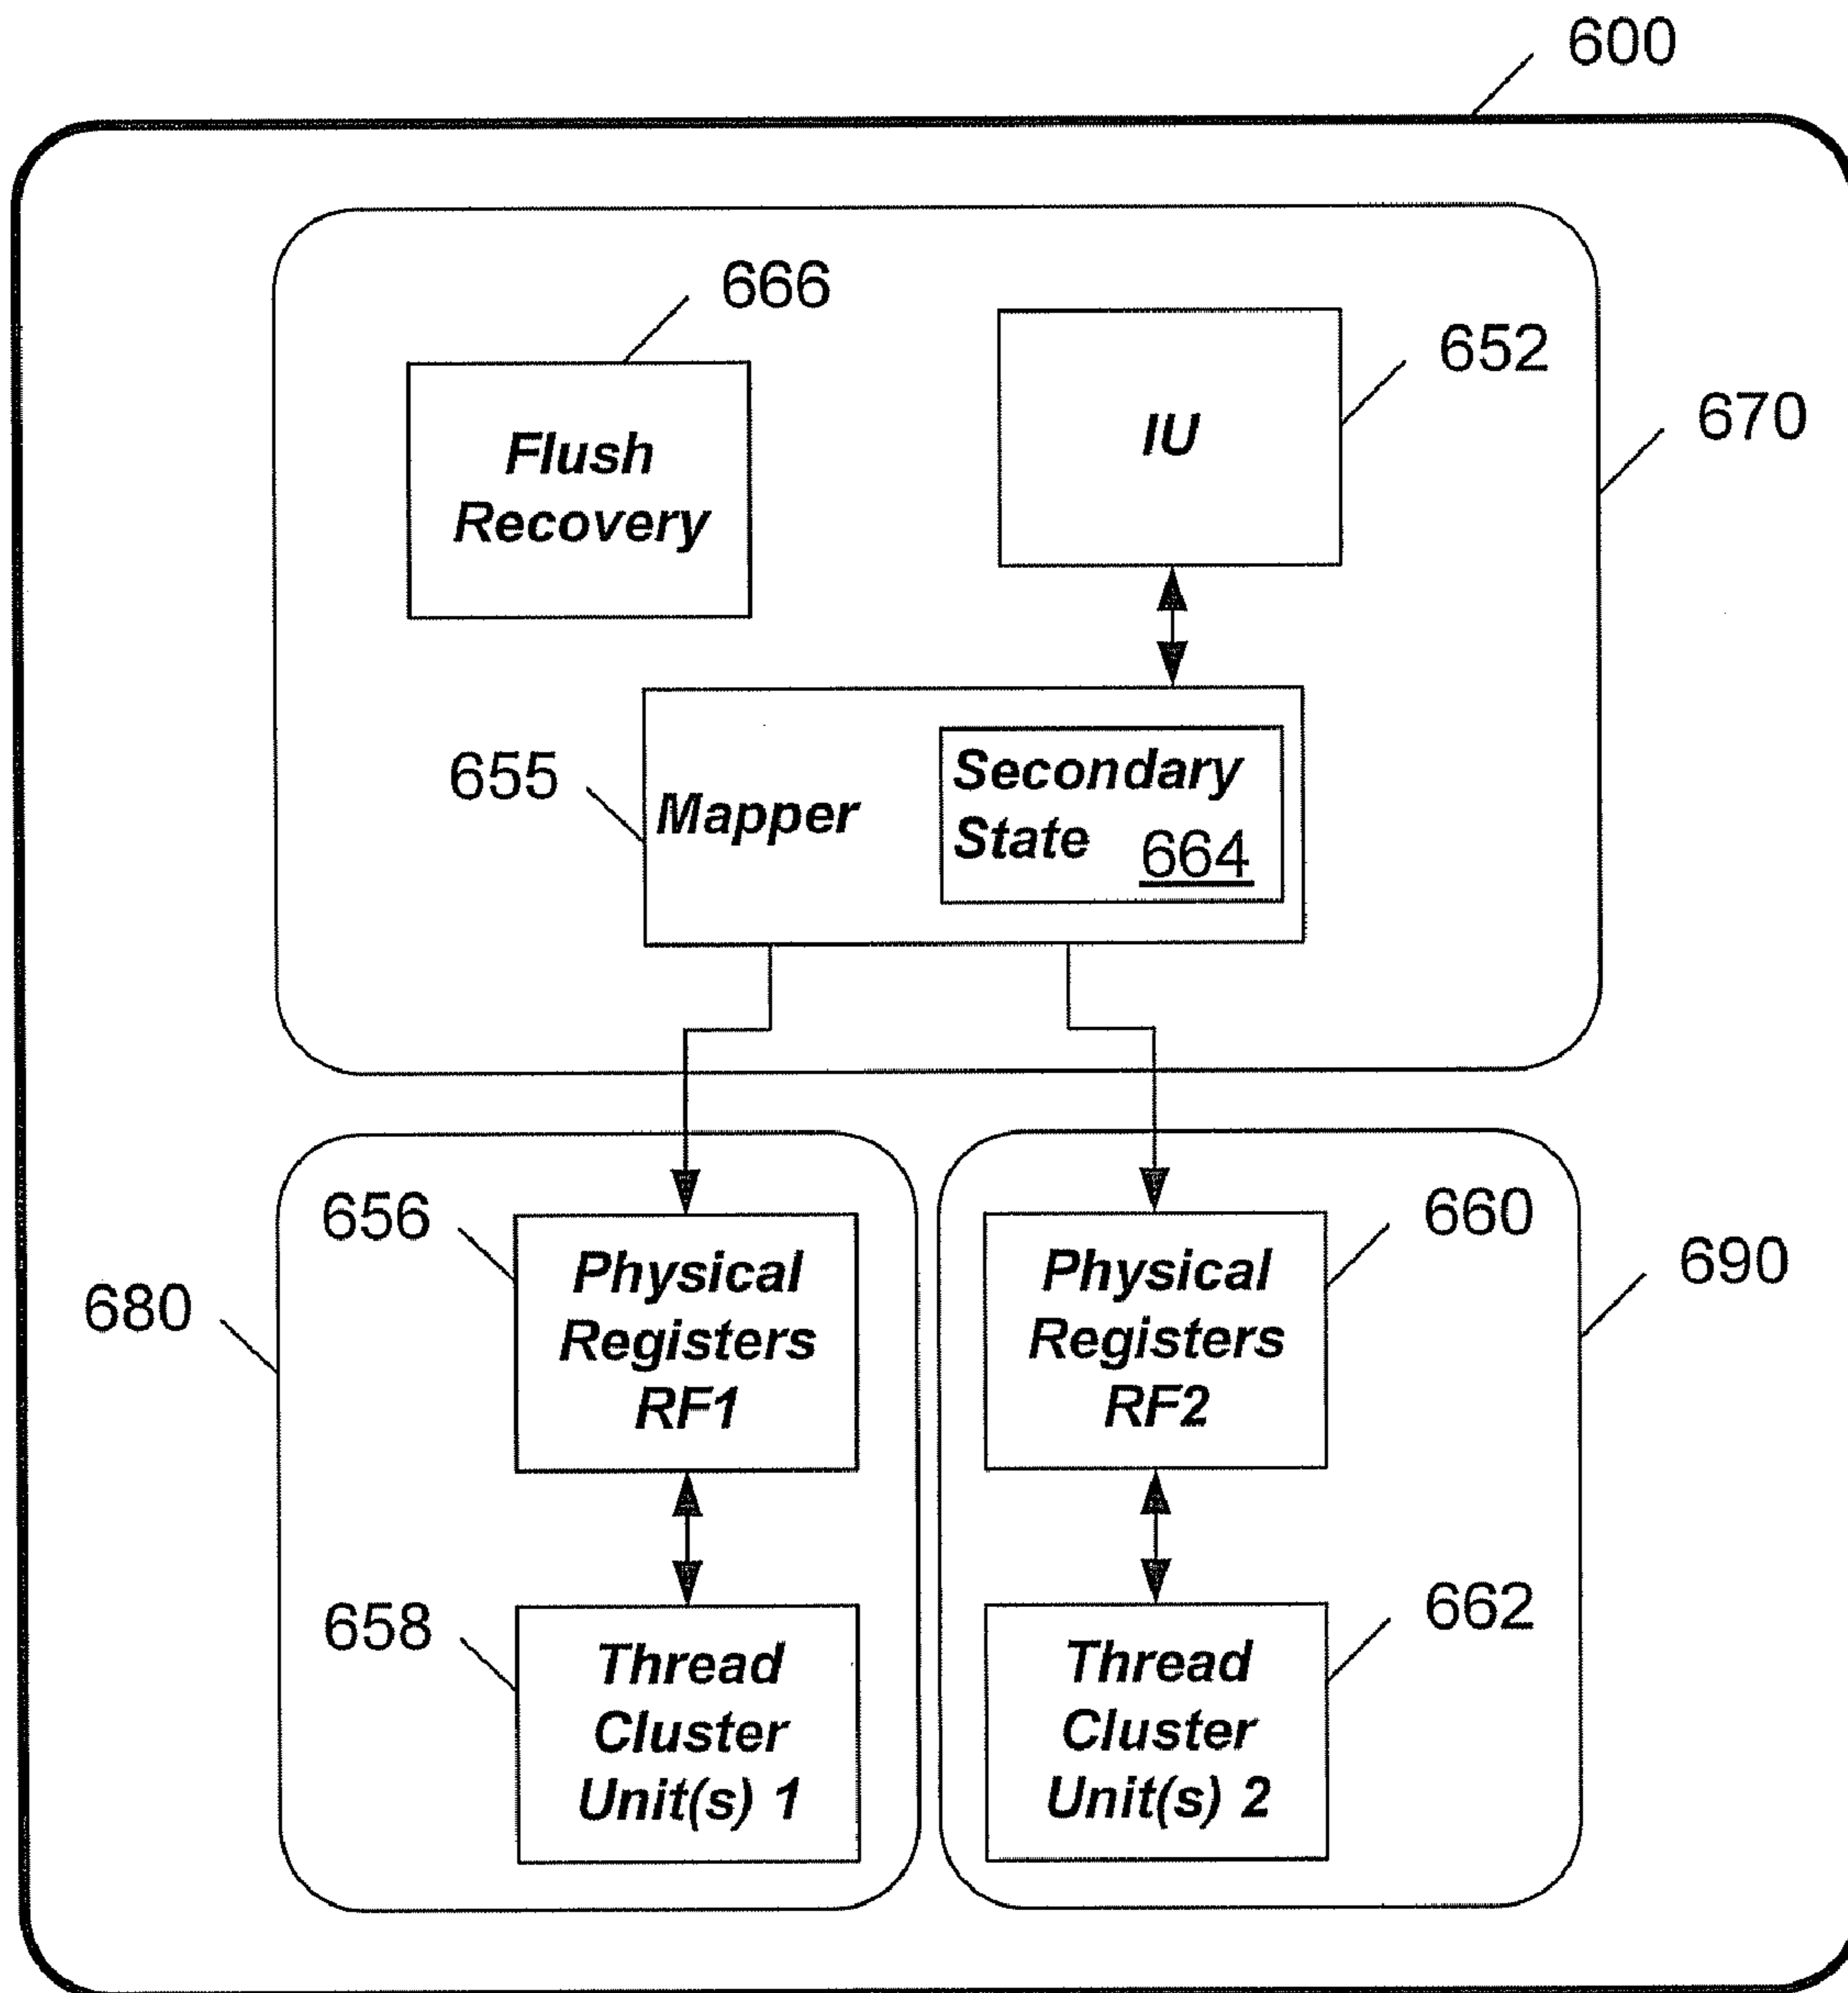 600
666
652
670
Flush
Recovery
IU
655
Mapper
Secondary
State 664
656
Physical
Registers
RF1
660
Physical
Registers
RF2
680
690
658
Thread
Cluster
Unit(s) 1
662
Thread
Cluster
Unit(s) 2